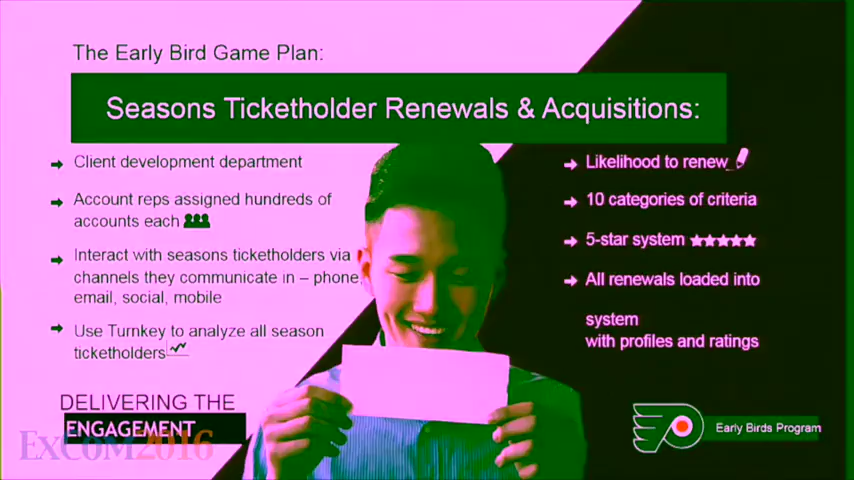 The Early Bird Game Plan:
Seasons Ticketholder Renewals & Acquisitions:
Client development department
Account reps assigned hundreds of
accounts each
Interact with seasons ticketholders via
channels they communicate in – phone,
email, social, mobile
Use Turnkey to analyze all season
ticketholders
Likelihood to renew
10 categories of criteria
5-star system
All renewals loaded into
system
with profiles and ratings
DELIVERING THE
ENGAGEMENT
EXCOM2016
Early Birds Program